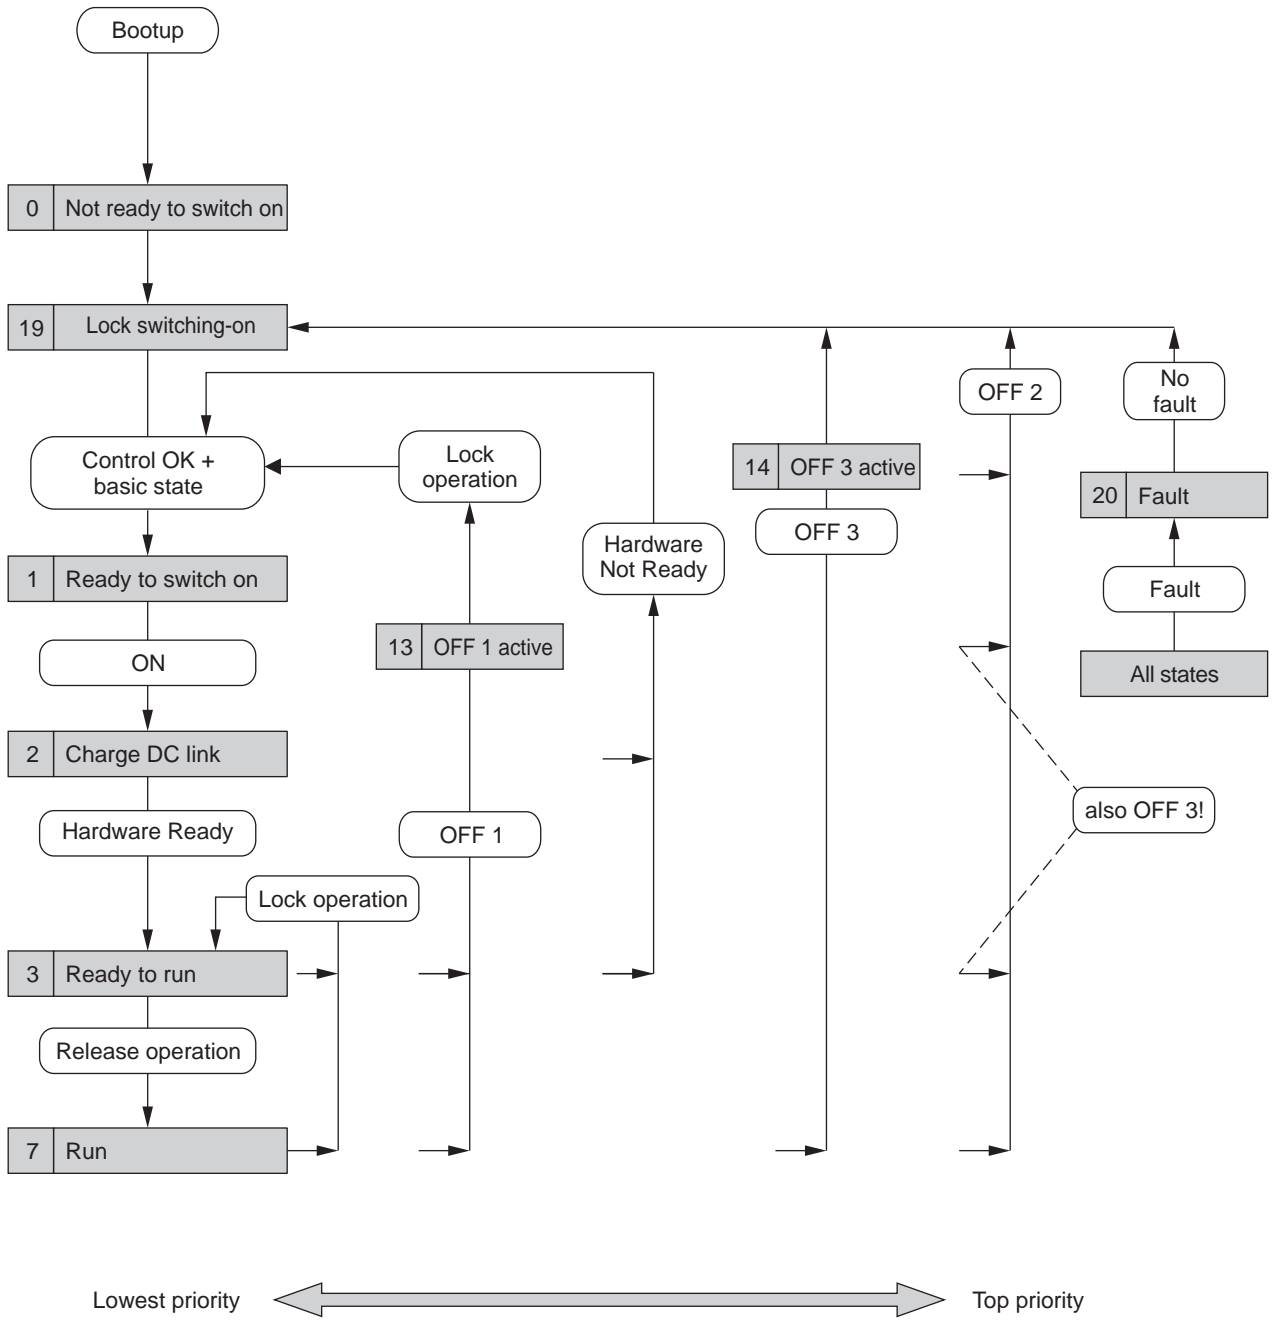 Bootup
0 Not ready to switch on
19 Lock switching-on
OFF 2
No
fault
Control OK +
basic state
Lock
operation
14 OFF 3 active
20 Fault
OFF 3
Hardware
Not Ready
1 Ready to switch on
Fault
13 OFF 1 active
ON
All states
2 Charge DC link
also OFF 3!
Hardware Ready
OFF 1
Lock operation
3 Ready to run
Release operation
7 Run
Lowest priority
Top priority